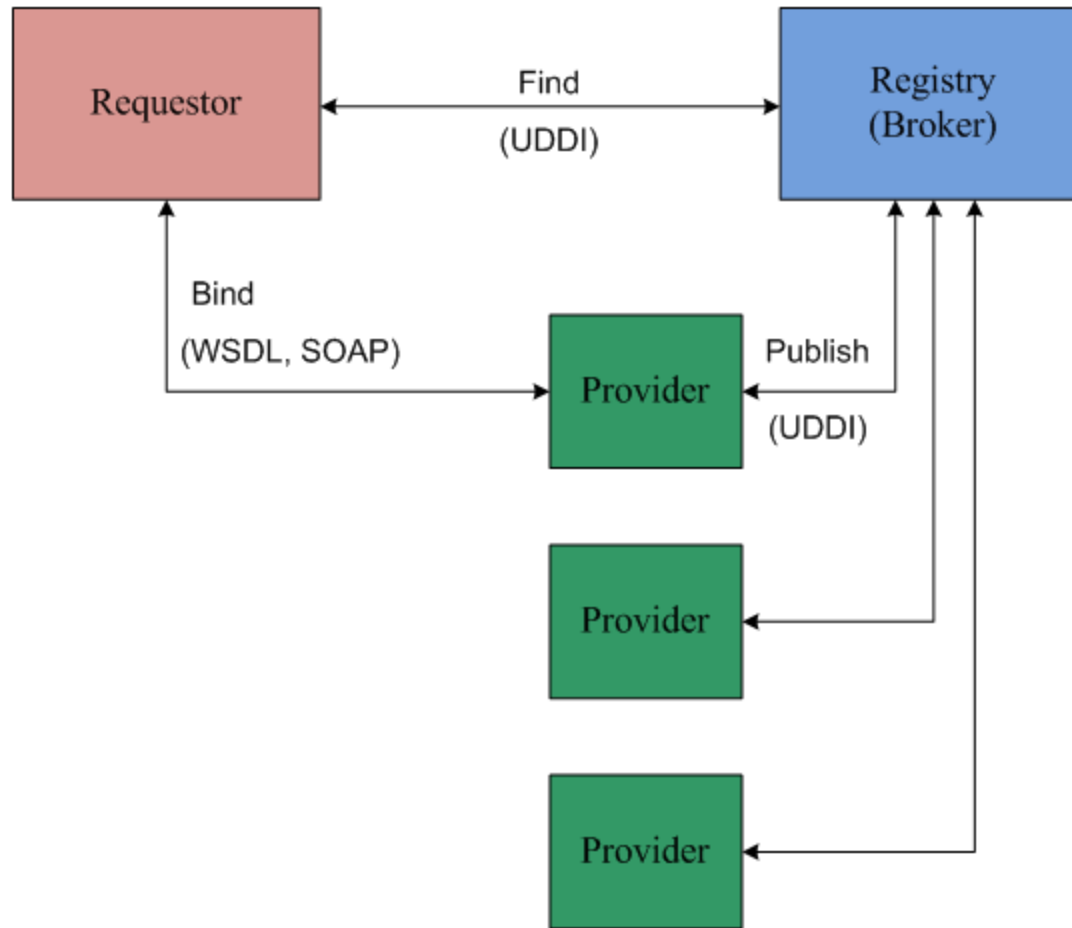 Requestor
Find
(UDDI)
Registry
(Broker)
Bind
(WSDL, SOAP)
Provider
Publish
(UDDI)
Provider
Provider